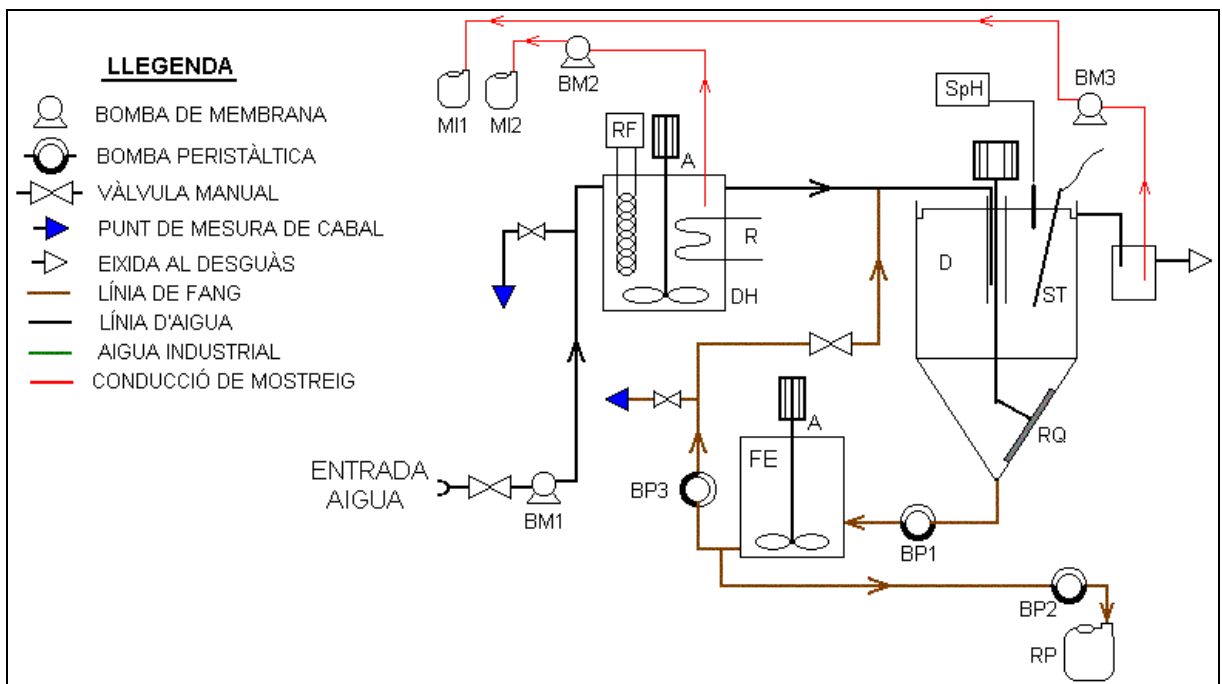 LLEGENDA
BOMBA DE MEMBRANA
BOMBA PERISTÀLTICA
VÀLVULA MANUAL
PUNT DE MESURA DE CABAL
EIXIDA AL DESGUÀS
LÍNIA DE FANG
LÍNIA D'AIGUA
AIGUA INDUSTRIAL
CONDUCCIÓ DE MOSTREIG
MI1
MI2
BM2
SpH
BM3
RF
A
R
DH
D
ST
RQ
A
FE
BP3
BP1
ENTRADA
AIGUA
BM1
BP2
RP